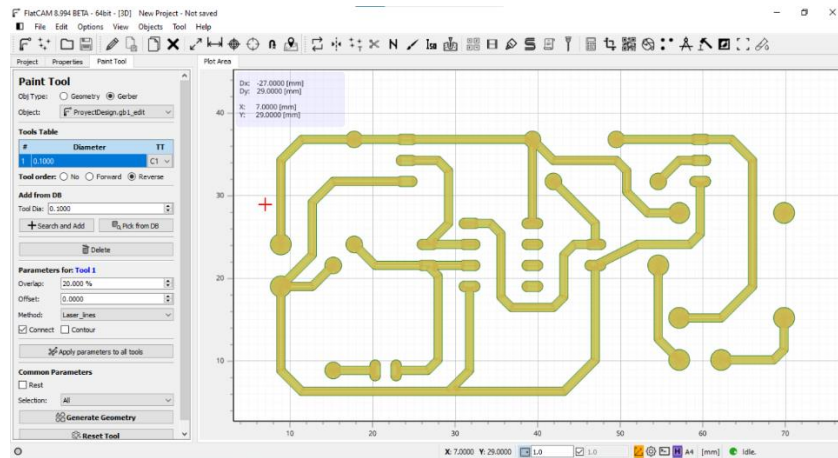 FlatCAM 8.994 BETA - 64bit - [3D]    New Project - Not saved
File Edit Options View Objects Tool Help
Project Properties Paint Tool
Plot Area
Paint Tool
Obj Type: Geometry Gerber
Object: ProyectDesign.gb1_edit
Tools Table
# Diameter TT
1 0.1000 C1
Tool order: No Forward Reverse
Add from DB
Tool Dia: 0.1000
Search and Add Pick from DB
Delete
Parameters for: Tool 1
Overlap: 20.000 %
Offset: 0.0000
Method: Laser_lines
Connect Contour
Apply parameters to all tools
Common Parameters
Rest
Selection: All
Generate Geometry
Reset Tool
Dx: -27.0000 [mm]
Dy: 29.0000 [mm]
X: 7.0000 [mm]
Y: 29.0000 [mm]
40
30
20
10
10 20 30 40 50 60 70
X: 7.0000 Y: 29.0000 1.0 1.0 H A4 [mm] Idle.